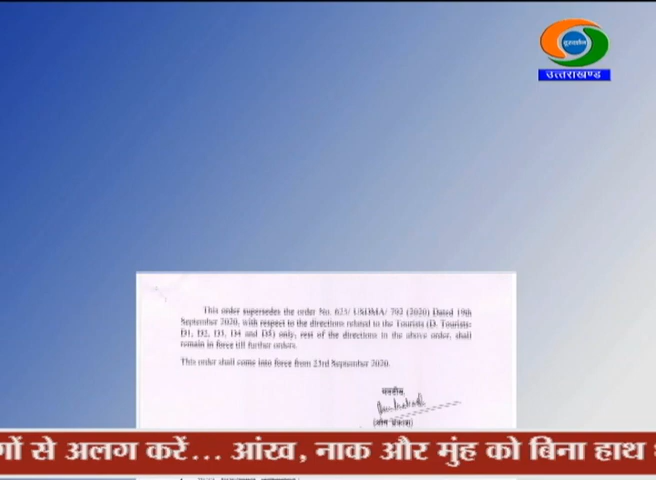 दूरदर्शन
उत्तराखण्ड
This order supersedes the order No. 623/ USDMA/ 792 (2020) Dated 19th
September 2020, with respect to the directions related to the Tourists (D. Tourists:
D1, D2, D3, D4 and D5) only, rest of the directions in the above order, shall
remain in force till further orders.
This order shall come into force from 23rd September 2020.
भवदीय,
(ओम प्रकाश)
गों से अलग करें... आंख, नाक और मुंह को बिना हाथ